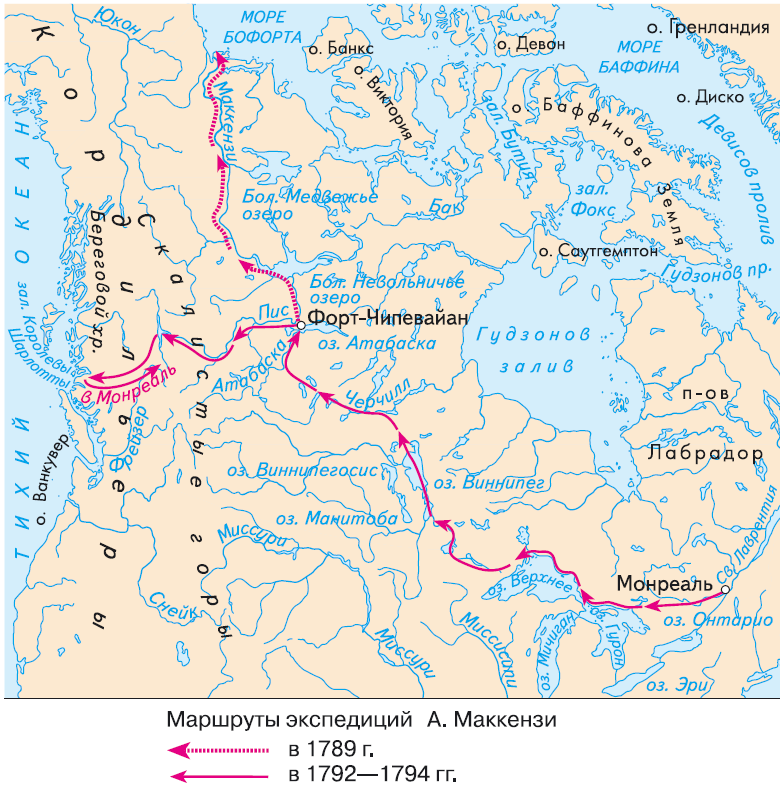 Юкон
МОРЕ
БОФОРТА
о. Банкс
о. Девон
о. Гренландия
МОРЕ
БАФФИНА
о. Диско
Кордильеры
Маккензи
о. Виктория
зал. Бутия
о. Баффинова Земля
Девисов пролив
Бол. Медвежье
озеро
Бак
зал.
Фокс
о. Саутгемптон
Гудзонов пр.
Скалистые горы
Береговой хр.
ТИХИЙ ОКЕАН
зал. Королевы
Шарлотты
Бол. Невольничье
озеро
Пис
Форт-Чипевайан
оз. Атабаска
Атабаска
Гудзонов
залив
в Монреаль
Черчилл
п-ов
Лабрадор
Фрейзер
о. Ванкувер
оз. Виннипегосис
оз. Виннипег
оз. Манитоба
Миссури
Снейк
оз. Верхнее
Монреаль
Св. Лаврентия
оз. Онтарио
оз. Гурон
оз. Мичиган
Миссисипи
Миссури
оз. Эри
Маршруты экспедиций А. Маккензи
в 1789 г.
в 1792—1794 гг.